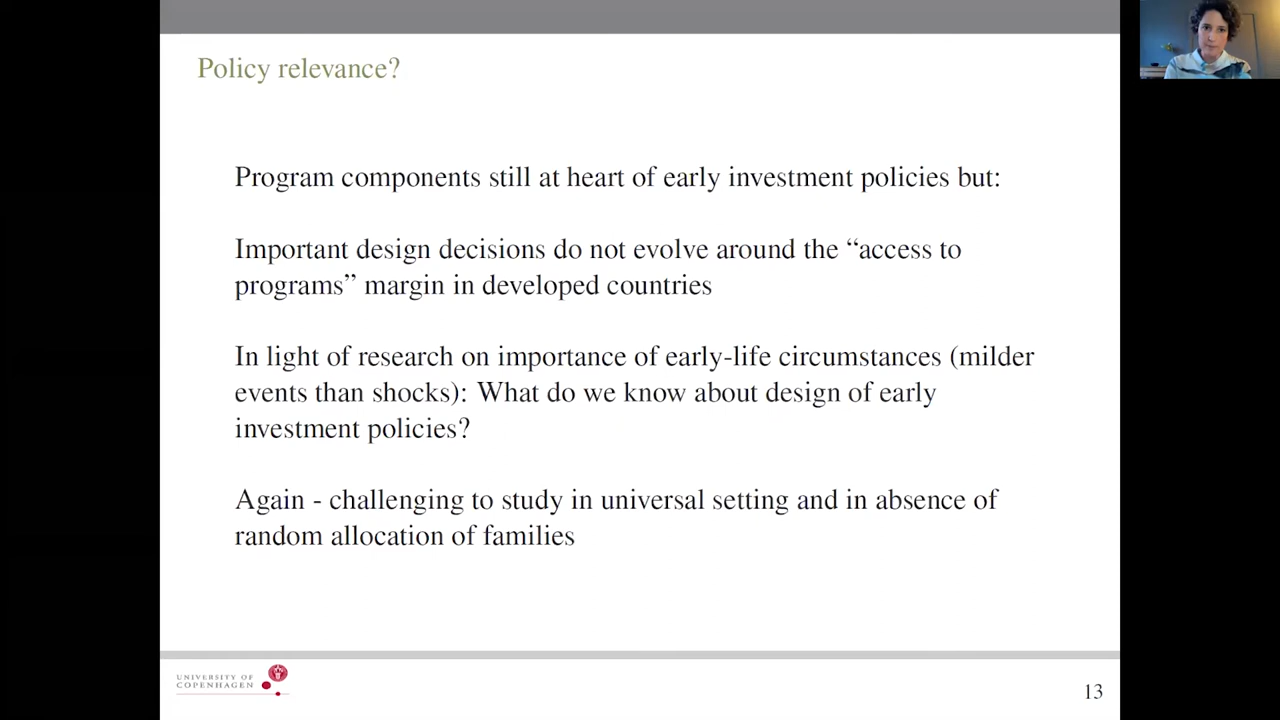 Policy relevance?
Program components still at heart of early investment policies but:
Important design decisions do not evolve around the “access to
programs” margin in developed countries
In light of research on importance of early-life circumstances (milder
events than shocks): What do we know about design of early
investment policies?
Again - challenging to study in universal setting and in absence of
random allocation of families
UNIVERSITY OF
COPENHAGEN
13